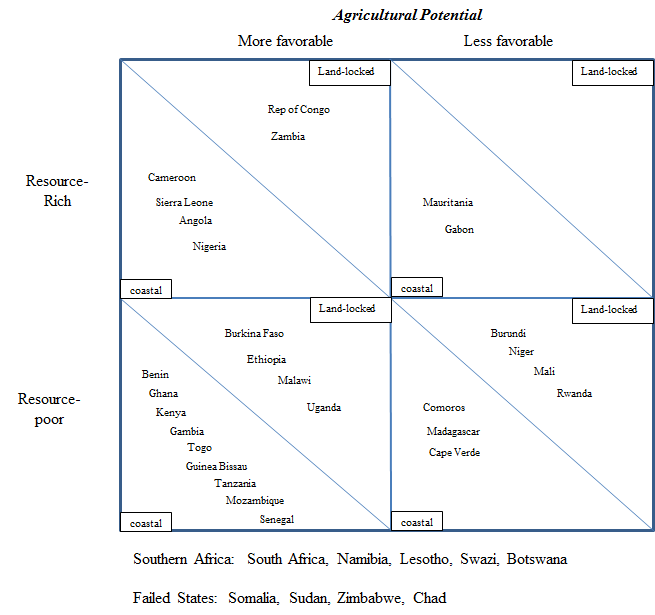 Agricultural Potential
More favorable
Less favorable
Land-locked
Land-locked
Rep of Congo
Zambia
Resource-
Rich
Cameroon
Sierra Leone
Angola
Nigeria
Mauritania
Gabon
coastal
coastal
Land-locked
Land-locked
Burkina Faso
Ethiopia
Malawi
Uganda
Burundi
Niger
Mali
Rwanda
Resource-
poor
Benin
Ghana
Kenya
Gambia
Togo
Guinea Bissau
Tanzania
Mozambique
Senegal
Comoros
Madagascar
Cape Verde
coastal
coastal
Southern Africa: South Africa, Namibia, Lesotho, Swazi, Botswana
Failed States: Somalia, Sudan, Zimbabwe, Chad